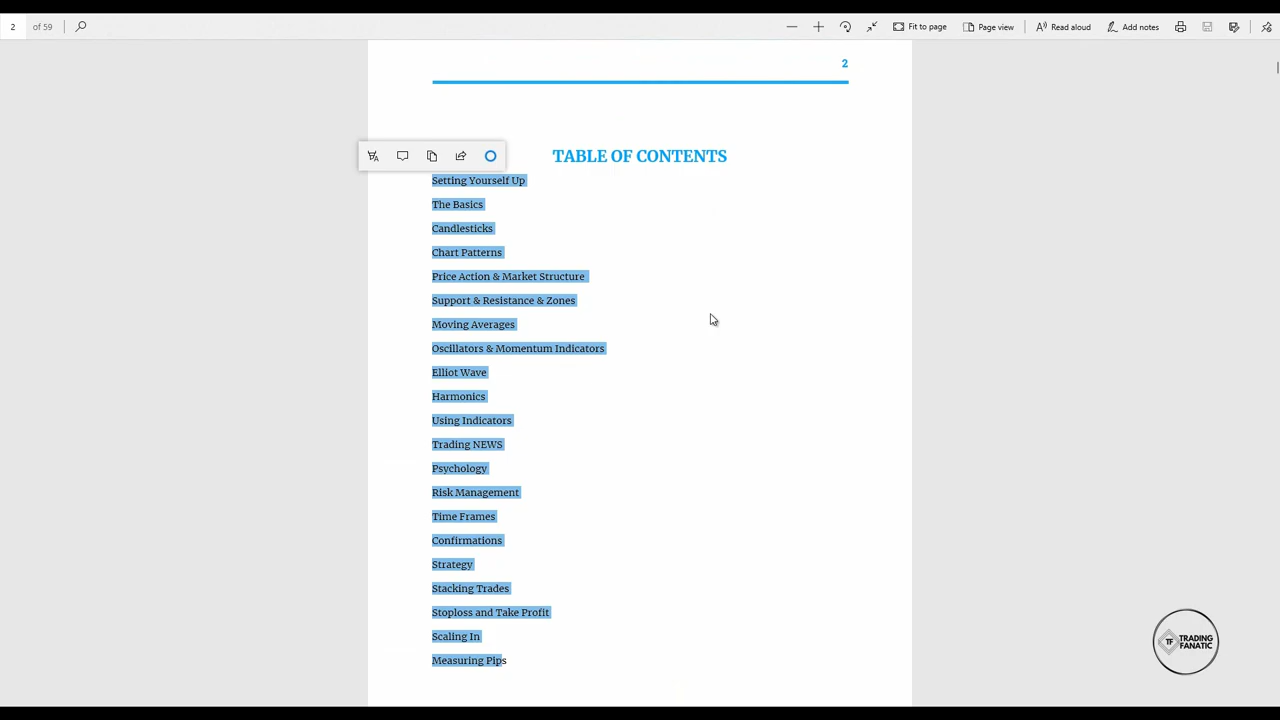 2
of 59
Fit to page
Page view
Read aloud
Add notes
2
TABLE OF CONTENTS
Setting Yourself Up
The Basics
Candlesticks
Chart Patterns
Price Action & Market Structure
Support & Resistance & Zones
Moving Averages
Oscillators & Momentum Indicators
Elliot Wave
Harmonics
Using Indicators
Trading NEWS
Psychology
Risk Management
Time Frames
Confirmations
Strategy
Stacking Trades
Stoploss and Take Profit
Scaling In
Measuring Pips
TF
TRADING
FANATIC